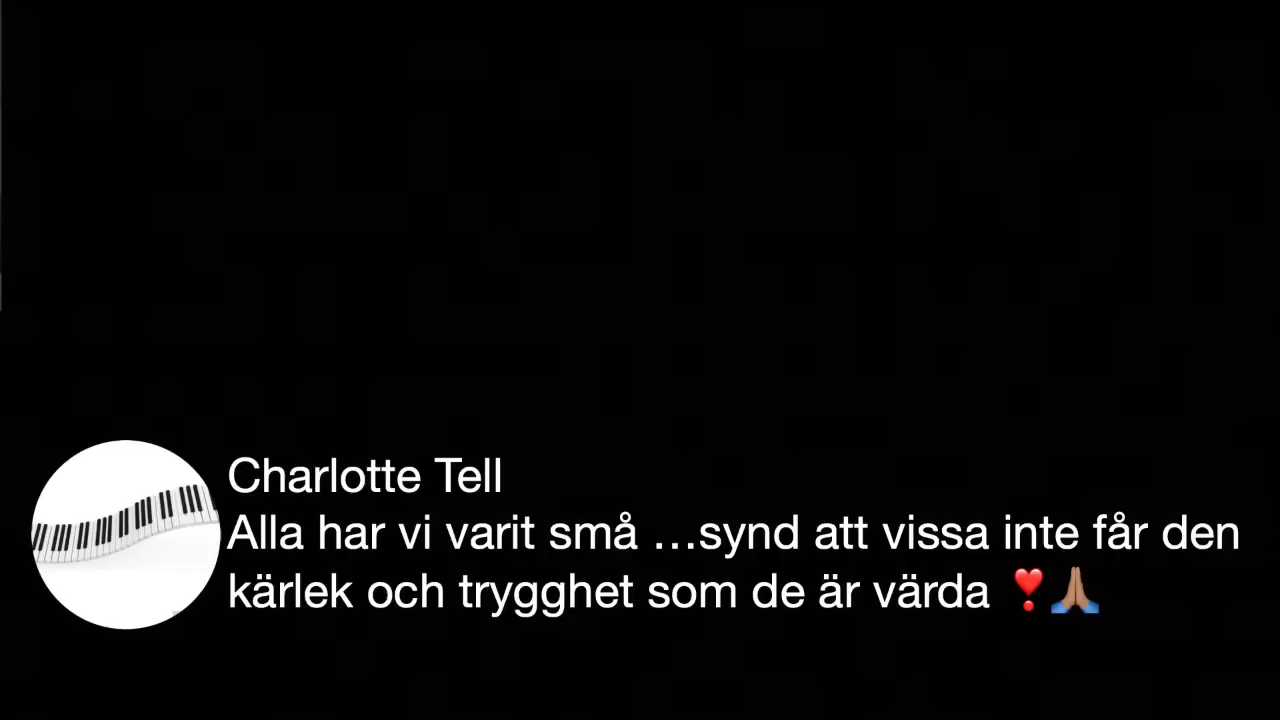 Charlotte Tell
Alla har vi varit små …synd att vissa inte får den
kärlek och trygghet som de är värda ❣️🙏🏽